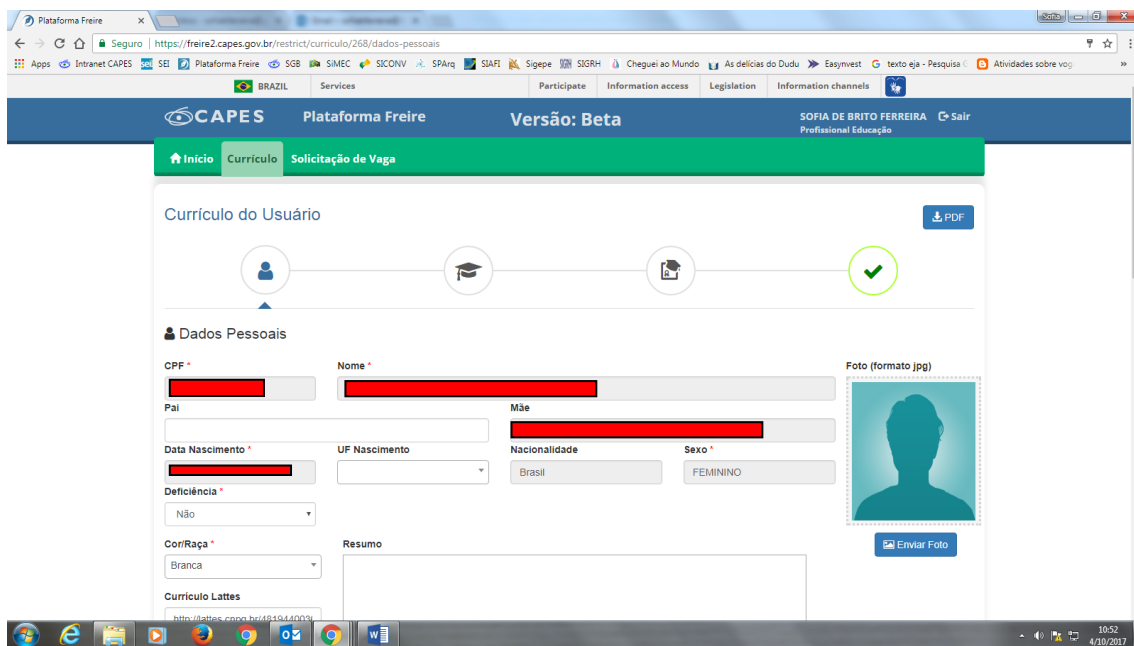 Plataforma Freire
Sofia
Seguro | https://freire2.capes.gov.br/restrict/curriculo/268/dados-pessoais
Apps Intranet CAPES SEI Plataforma Freire SGB SiMEC SICONV SPArq SIAFI Sigepe SIGRH Cheguei ao Mundo As delícias do Dudu Easynvest texto eja - Pesquisa G Atividades sobre vog »
BRAZIL Services Participate Information access Legislation Information channels
CAPES Plataforma Freire Versão: Beta SOFIA DE BRITO FERREIRA Sair
Profissional Educação
Início Currículo Solicitação de Vaga
Currículo do Usuário
PDF
Dados Pessoais
CPF * Nome * Foto (formato jpg)
Pai Mãe
Data Nascimento * UF Nascimento Nacionalidade Sexo *
Brasil FEMININO
Deficiência *
Não
Cor/Raça * Resumo
Enviar Foto
Branca
Currículo Lattes
10:52
4/10/2017